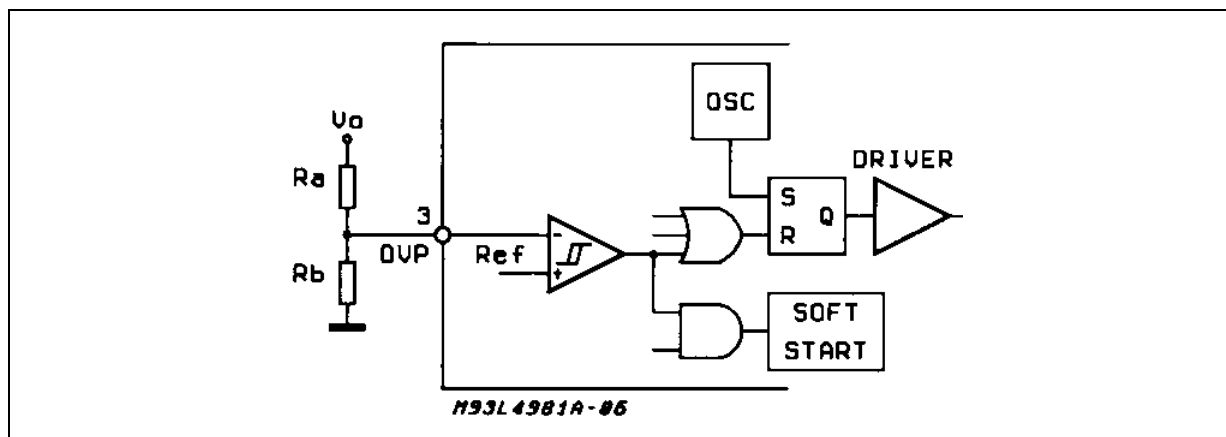 OSC
Vo
DRIVER
Ra
3
S
Q
R
OVP
Ref
-
+
Rb
SOFT
START
M93L4981A-06